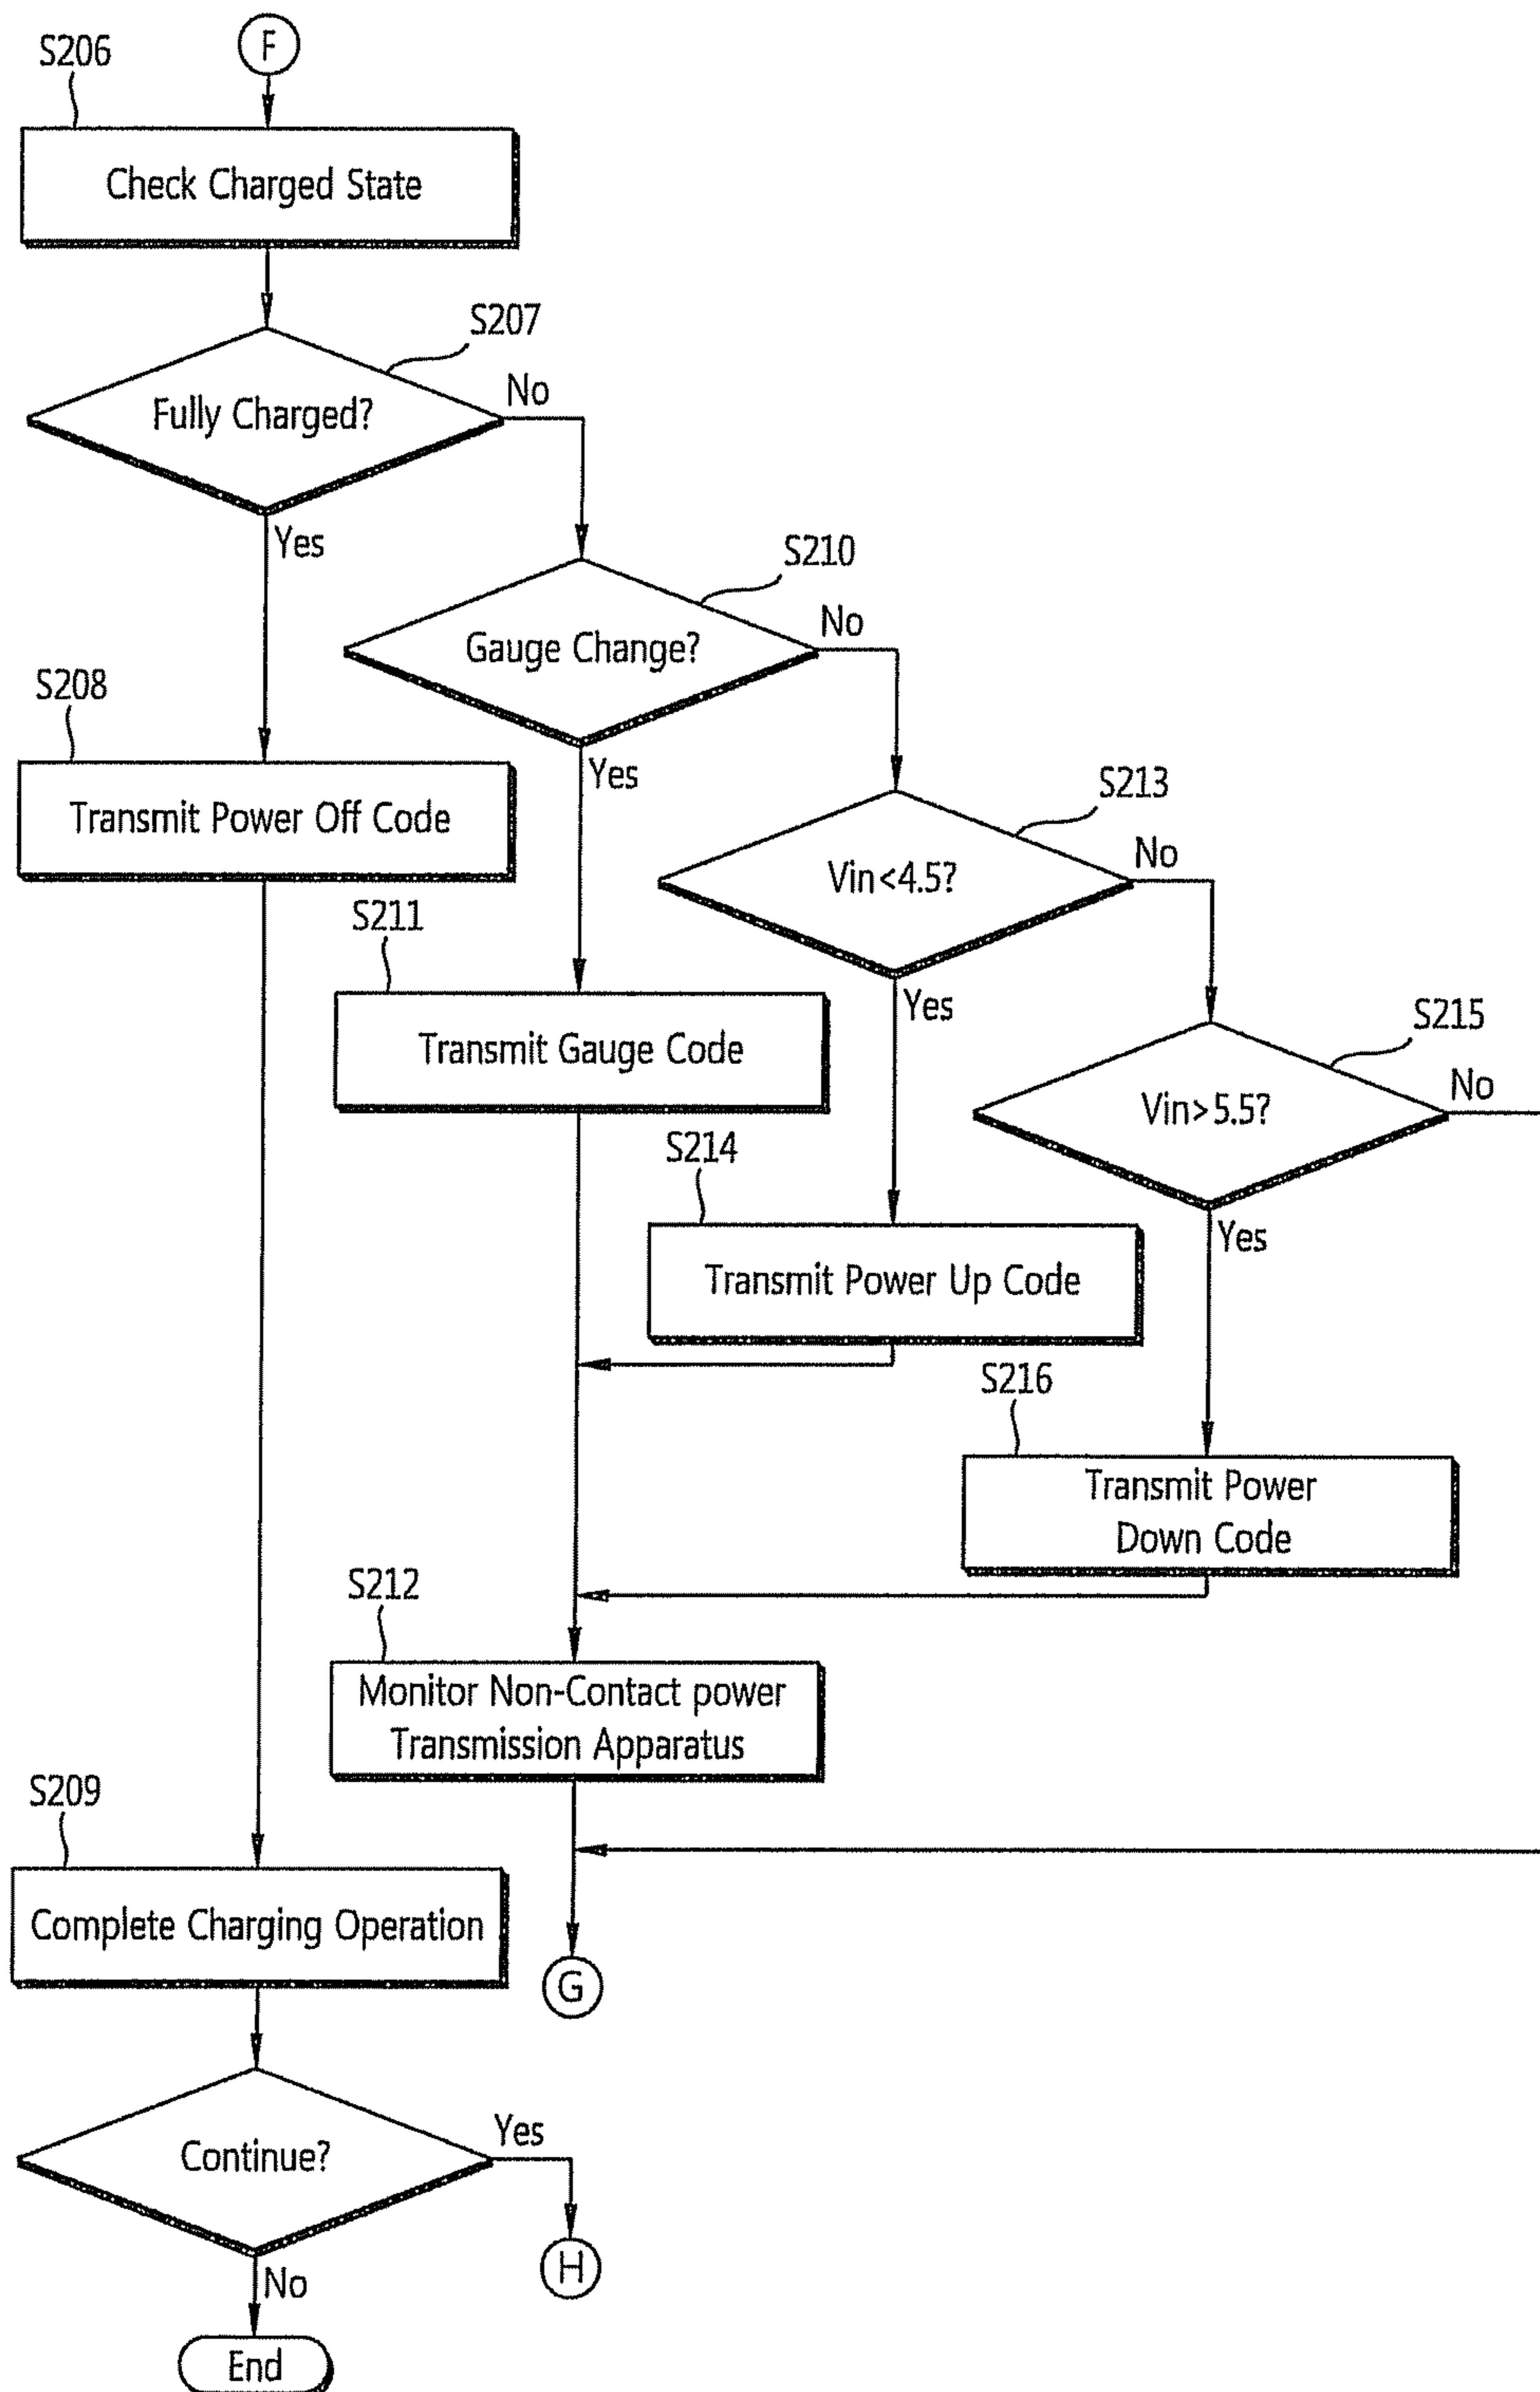 F
S206
Check Charged State
S207
Fully Charged?
No
Yes
S210
Gauge Change?
No
Yes
S208
Transmit Power Off Code
S213
Vin<4.5?
No
Yes
S211
Transmit Gauge Code
S215
Vin>5.5?
No
Yes
S214
Transmit Power Up Code
S216
Transmit Power
Down Code
S212
Monitor Non-Contact power
Transmission Apparatus
S209
Complete Charging Operation
G
Continue?
Yes
H
No
End